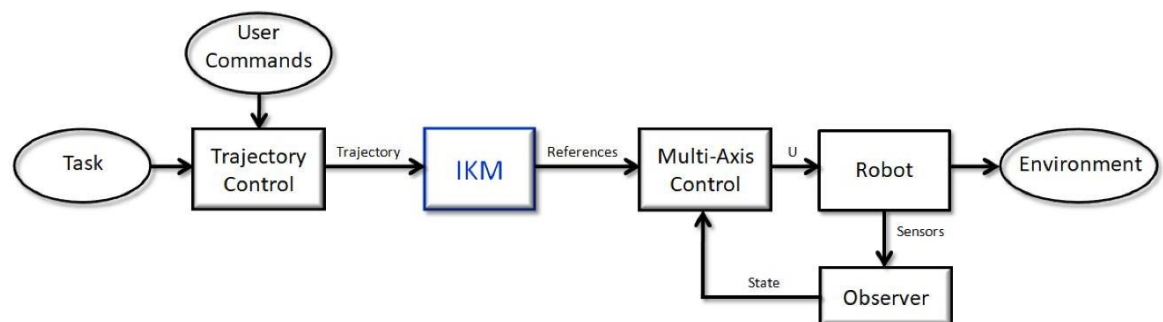 User
Commands
Task
Trajectory
Control
Trajectory
IKM
References
Multi-Axis
Control
U
Robot
Environment
Sensors
State
Observer